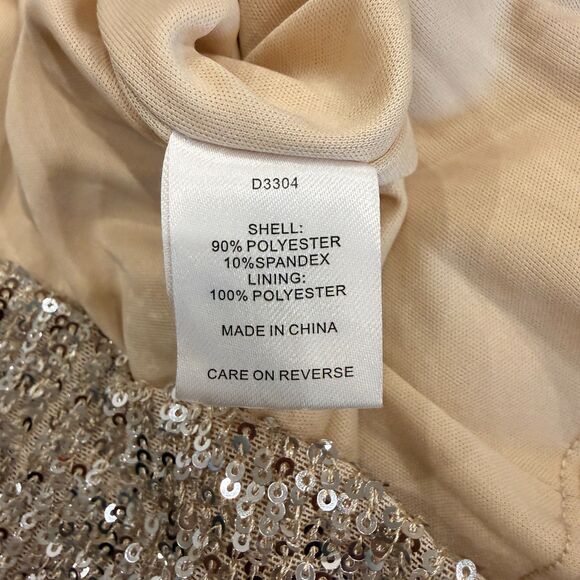 D3304
SHELL:
90% POLYESTER
10%SPANDEX
LINING:
100% POLYESTER
MADE IN CHINA
CARE ON REVERSE